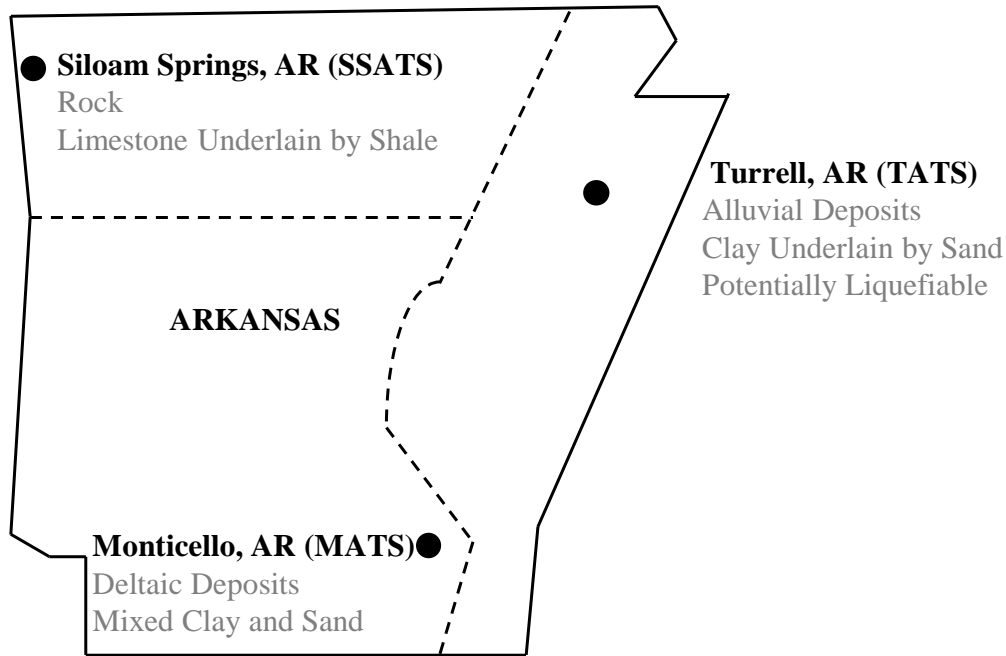 Siloam Springs, AR (SSATS)
Rock
Limestone Underlain by Shale
Turrell, AR (TATS)
Alluvial Deposits
Clay Underlain by Sand
Potentially Liquefiable
ARKANSAS
Monticello, AR (MATS)
Deltaic Deposits
Mixed Clay and Sand